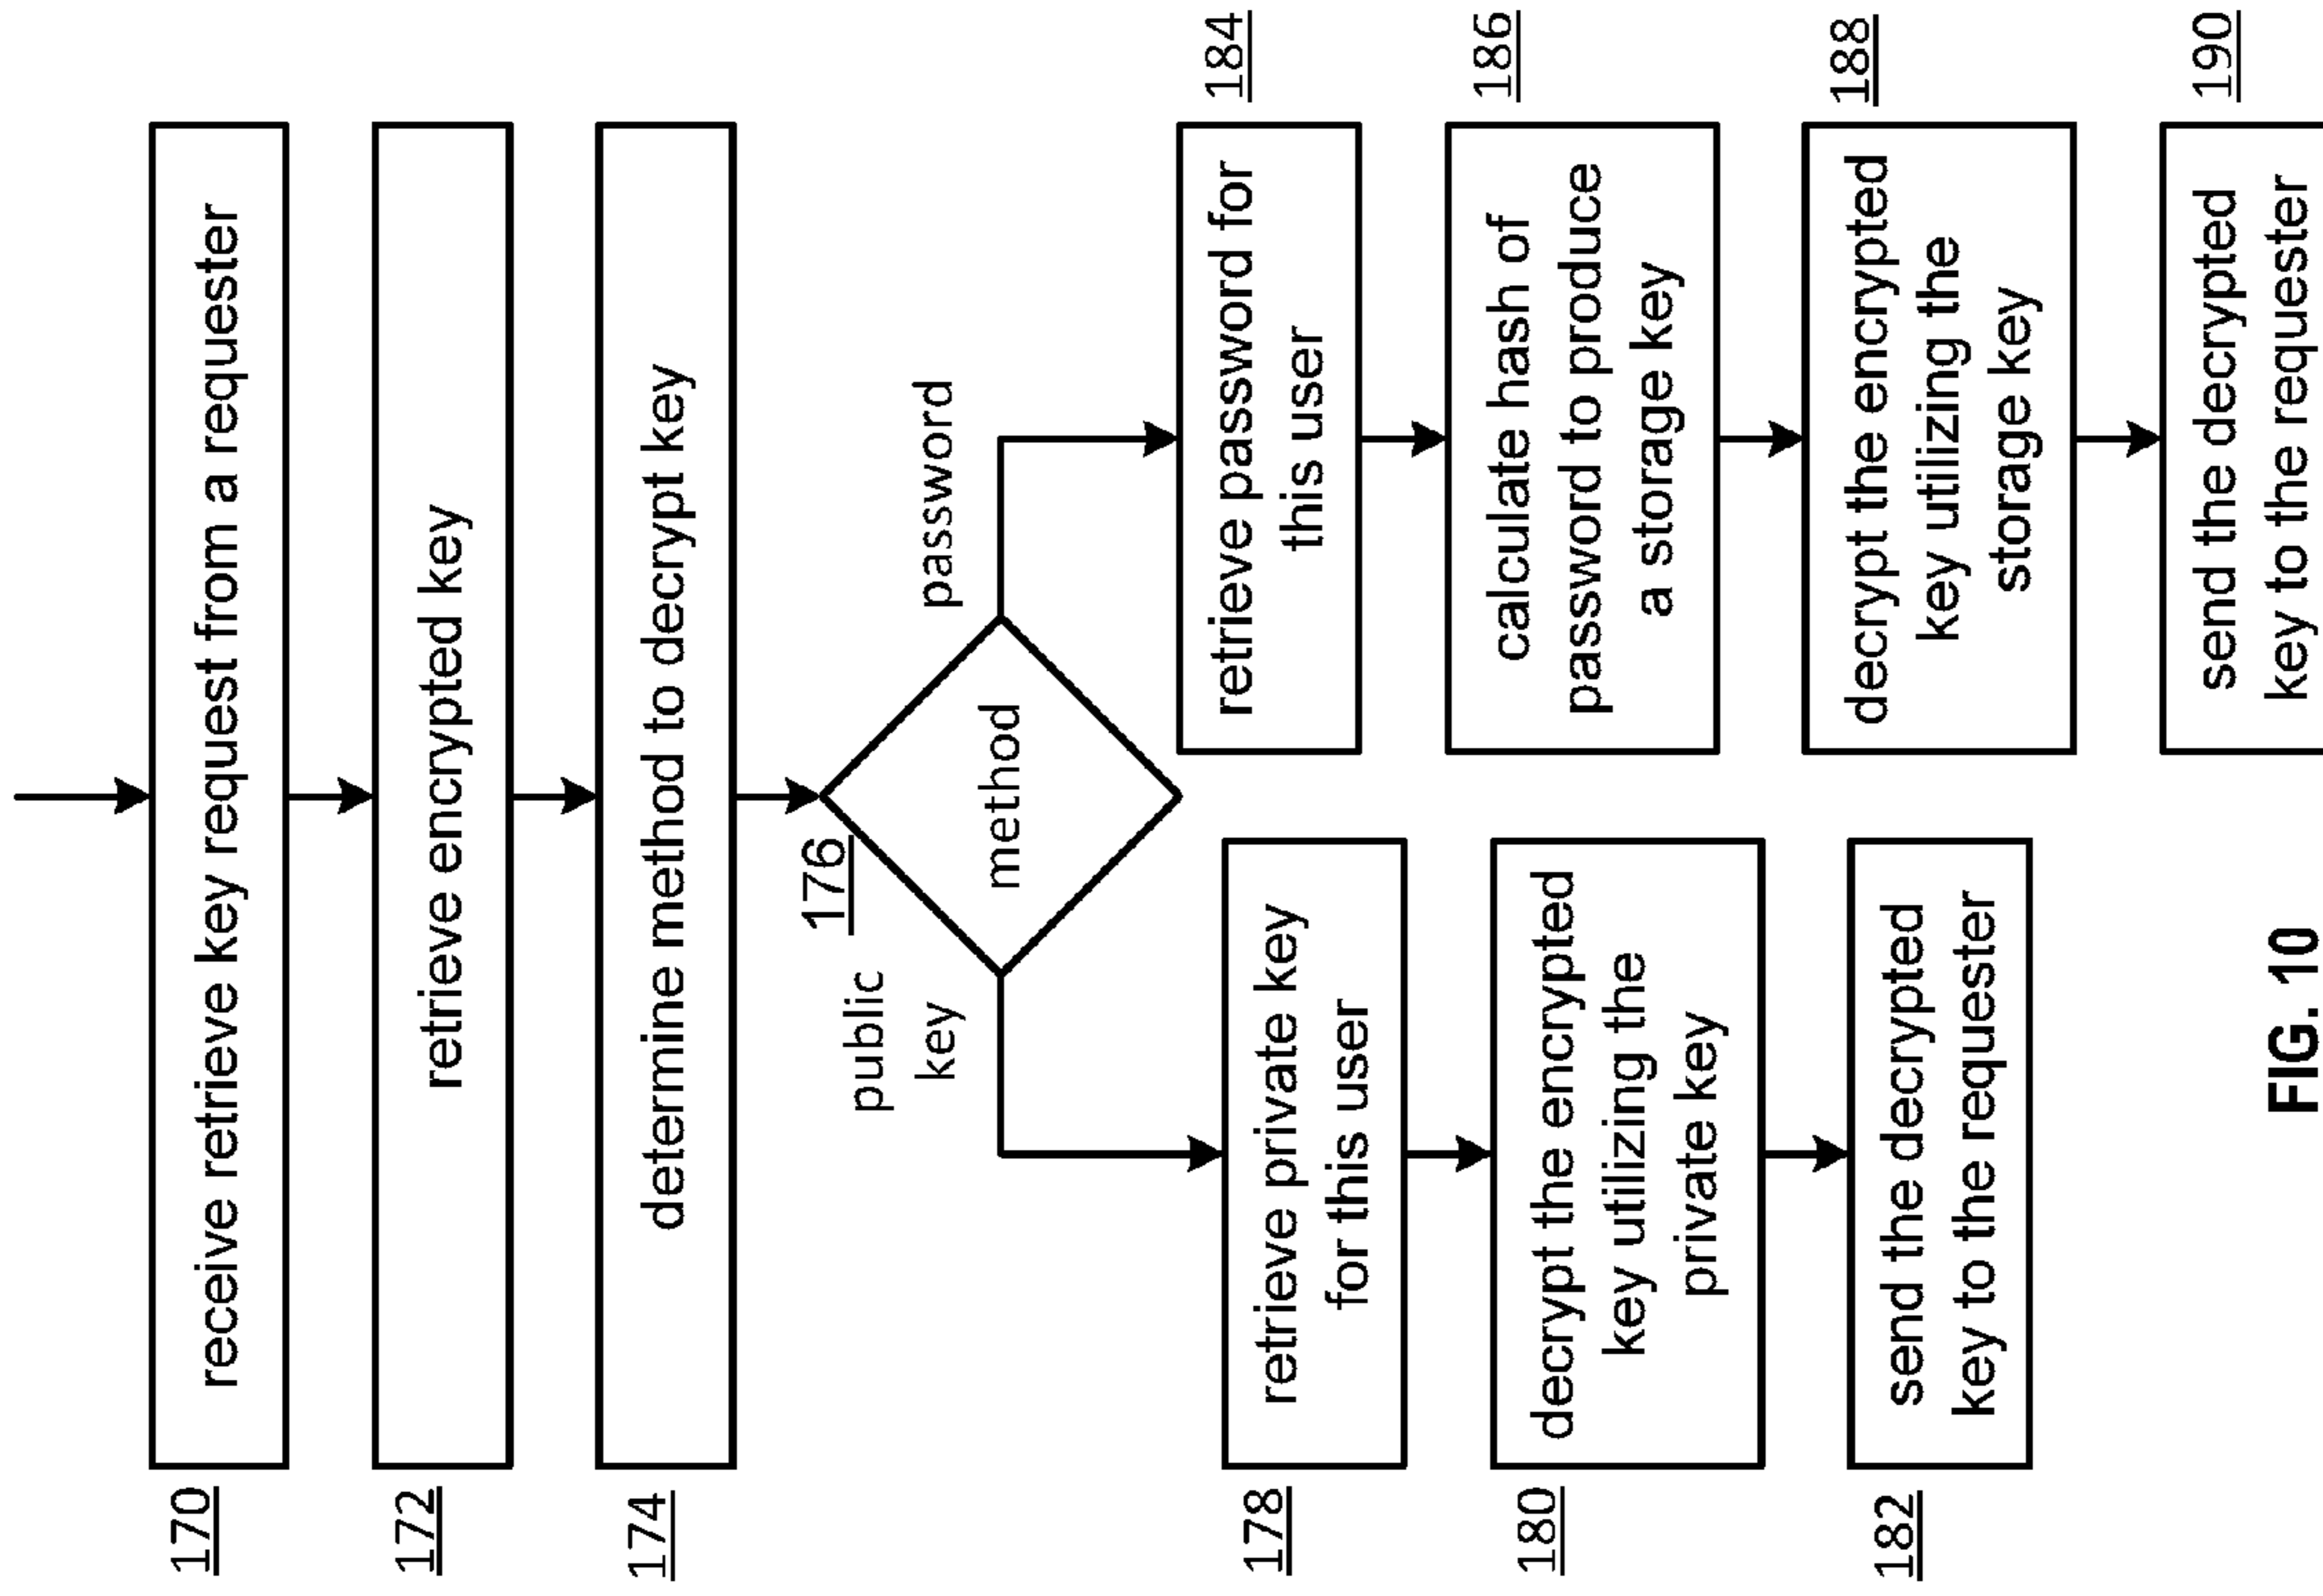 170
receive retrieve key request from a requester
172
retrieve encrypted key
174
determine method to decrypt key
176
method
public
key
password
178
retrieve private key
for this user
180
decrypt the encrypted
key utilizing the
private key
182
send the decrypted
key to the requester
184
retrieve password for
this user
186
calculate hash of
password to produce
a storage key
188
decrypt the encrypted
key utilizing the
storage key
190
send the decrypted
key to the requester
FIG. 10